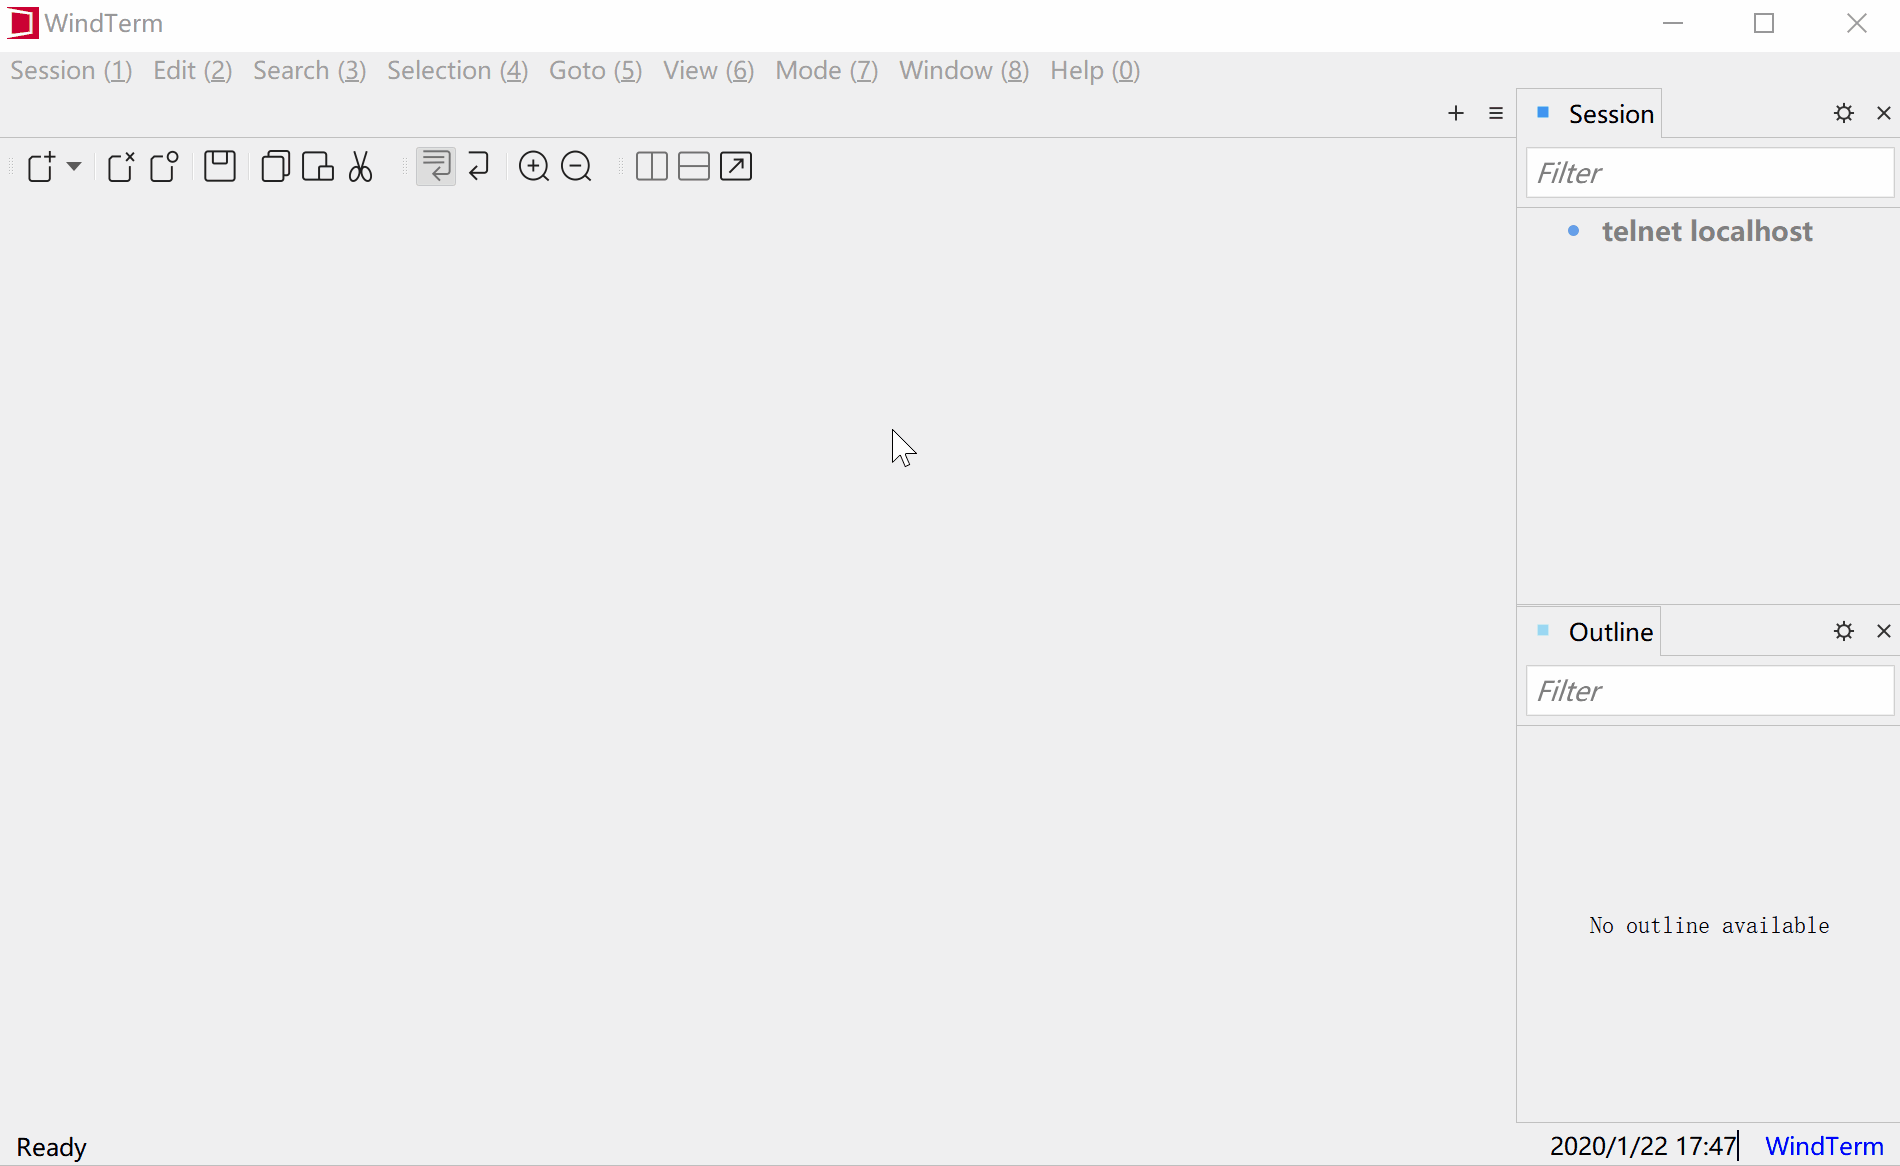 WindTerm
Session (1) Edit (2) Search (3) Selection (4) Goto (5) View (6) Mode (7) Window (8) Help (0)
Session
Filter
telnet localhost
Outline
Filter
No outline available
Ready
2020/1/22 17:47
WindTerm